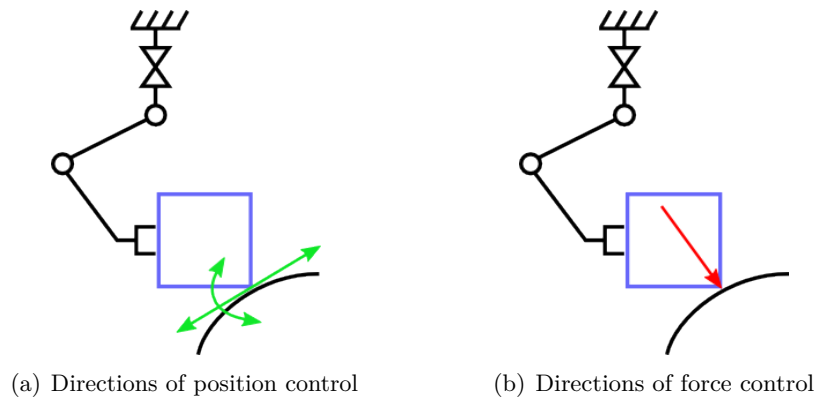 (a) Directions of position control
(b) Directions of force control